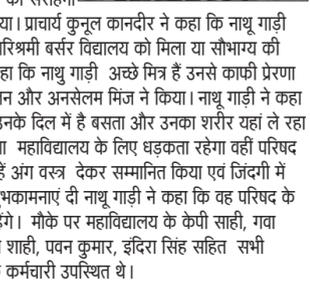 या। प्राचार्य कुनूल कानदीर ने कहा कि नाथू गाड़ी
रिश्रमी बर्सर विद्यालय को मिला या सौभाग्य की
हा कि नाथु गाड़ी अच्छे मित्र हैं उनसे काफी प्रेरणा
न और अनसेलम मिंज ने किया। नाथू गाड़ी ने कहा
नके दिल में है बसता और उनका शरीर यहां ले रहा
ा महाविद्यालय के लिए धड़कता रहेगा वहीं परिषद
हें अंग वस्त्र देकर सम्मानित किया एवं जिंदगी में
भकामनाएं दी नाथू गाड़ी ने कहा कि वह परिषद के
ंगे। मौके पर महाविद्यालय के केपी साही, गवा
शाही, पवन कुमार, इंदिरा सिंह सहित सभी
कर्मचारी उपस्थित थे।